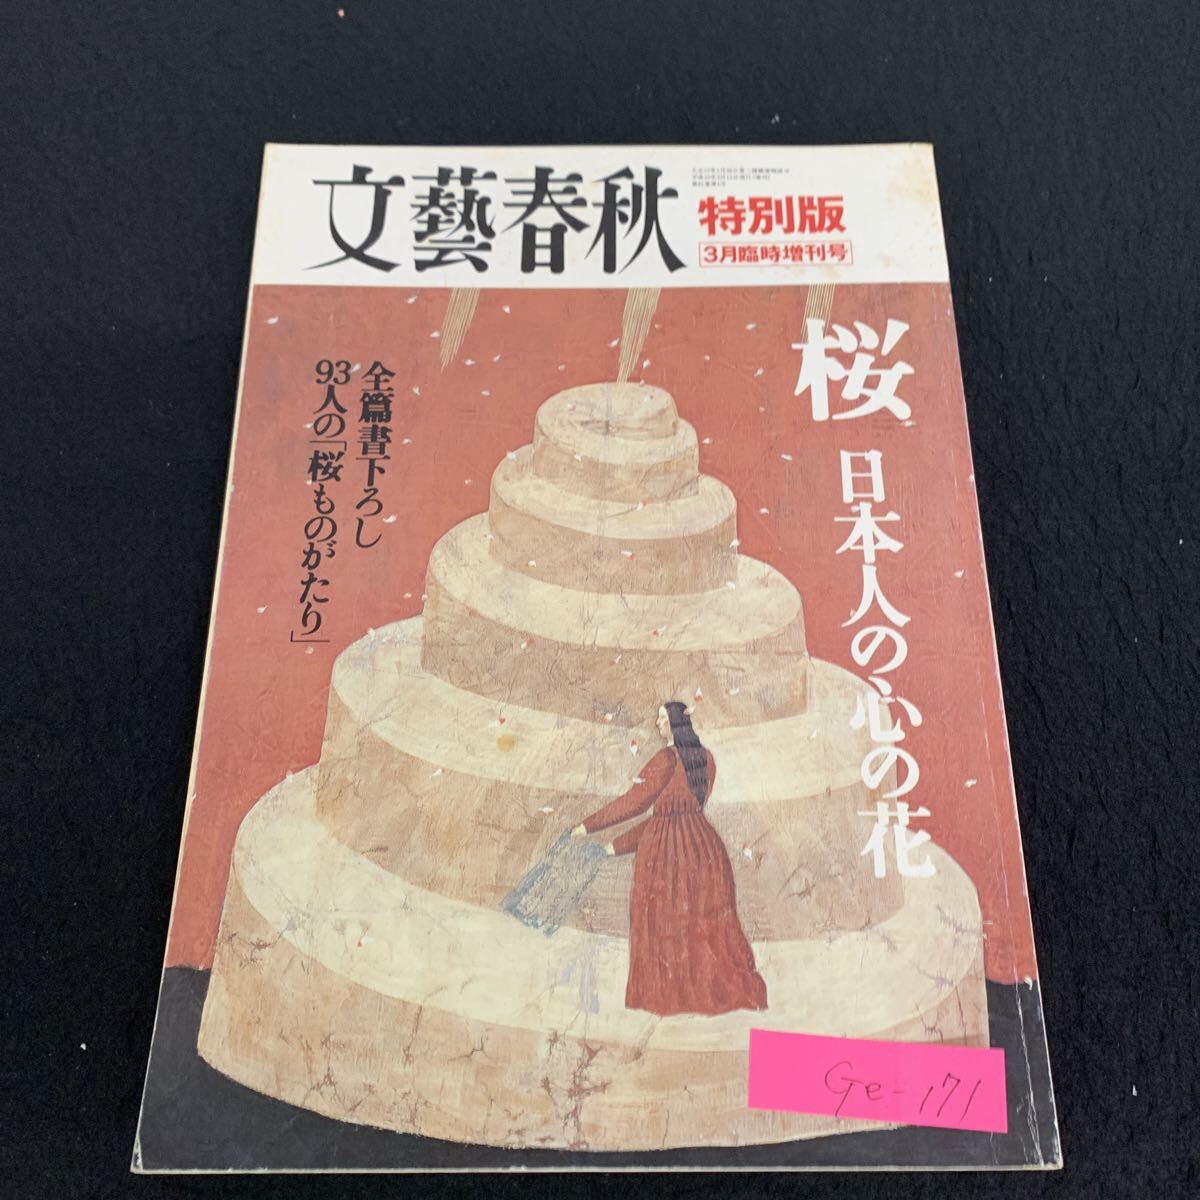 文藝春秋
特別版
3月臨時増刊号
桜
日本人の心の花
全篇書下ろし
93人の「桜ものがたり」
Ge-171